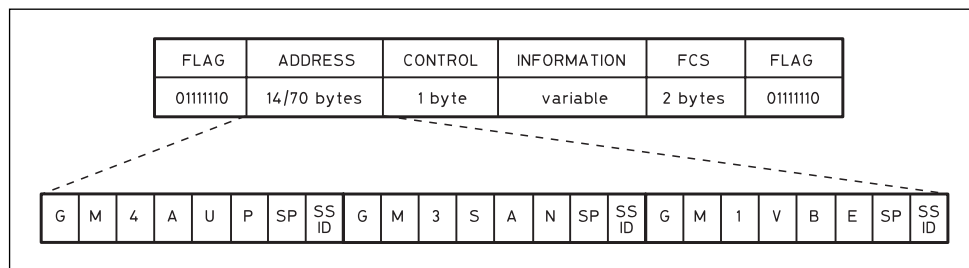 FLAG ADDRESS CONTROL INFORMATION FCS FLAG
01111110 14/70 bytes 1 byte variable 2 bytes 01111110
G M 4 A U P SP SS ID G M 3 S A N SP SS ID G M 1 V B E SP SS ID